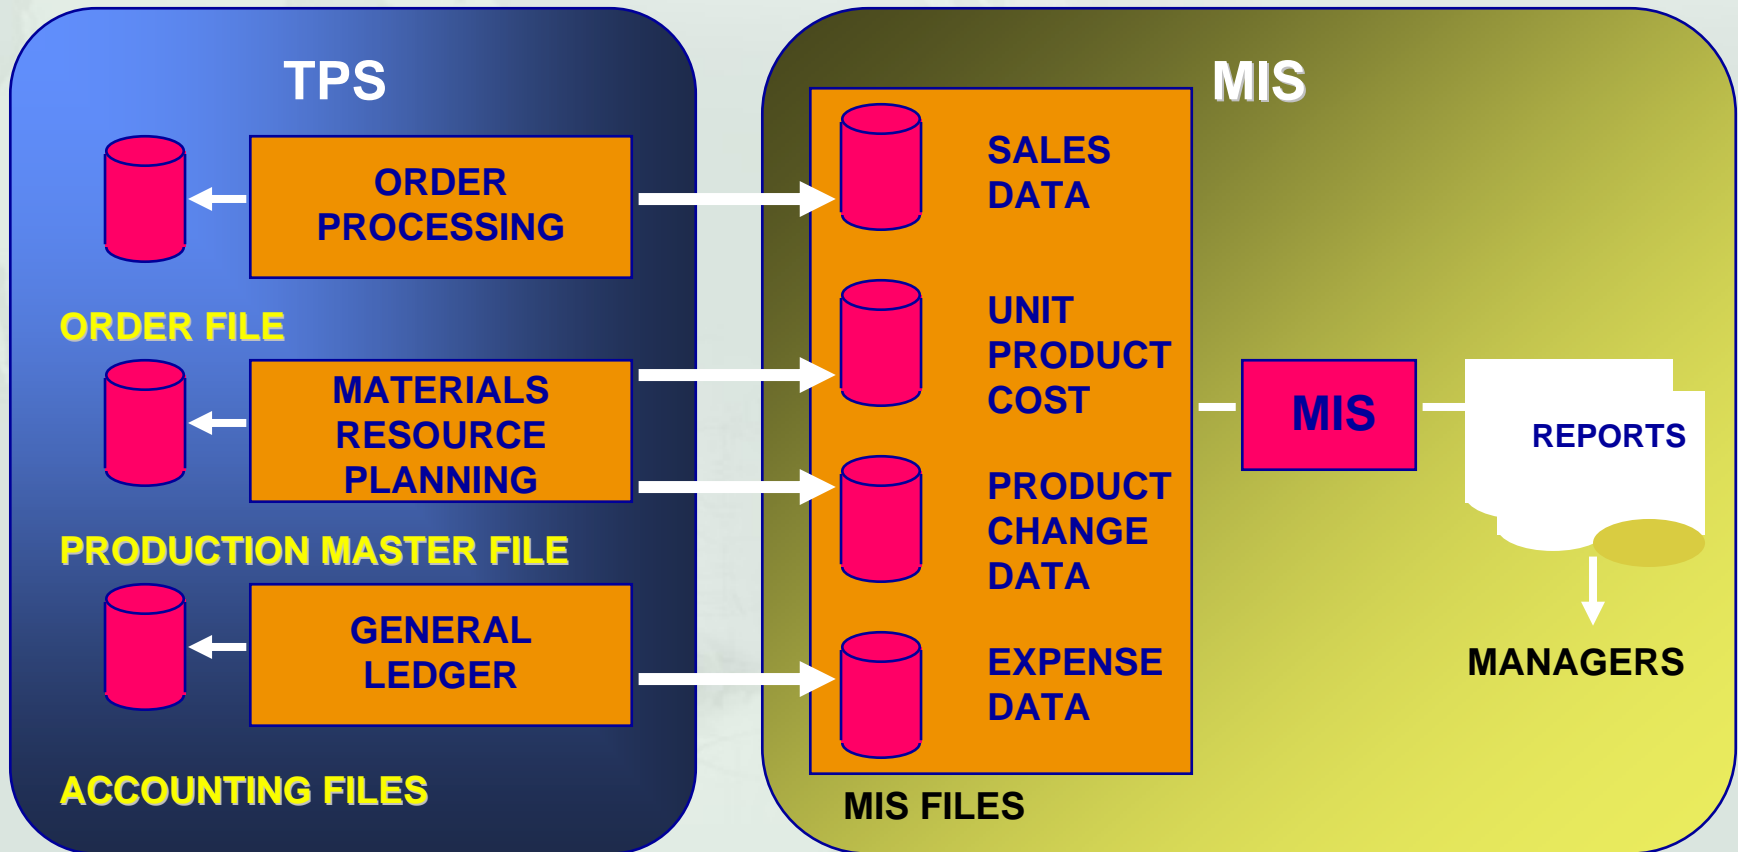 TPS
ORDER
PROCESSING
ORDER FILE
MATERIALS
RESOURCE
PLANNING
PRODUCTION MASTER FILE
GENERAL
LEDGER
ACCOUNTING FILES
MIS
SALES
DATA
UNIT
PRODUCT
COST
PRODUCT
CHANGE
DATA
EXPENSE
DATA
MIS FILES
MIS
REPORTS
MANAGERS